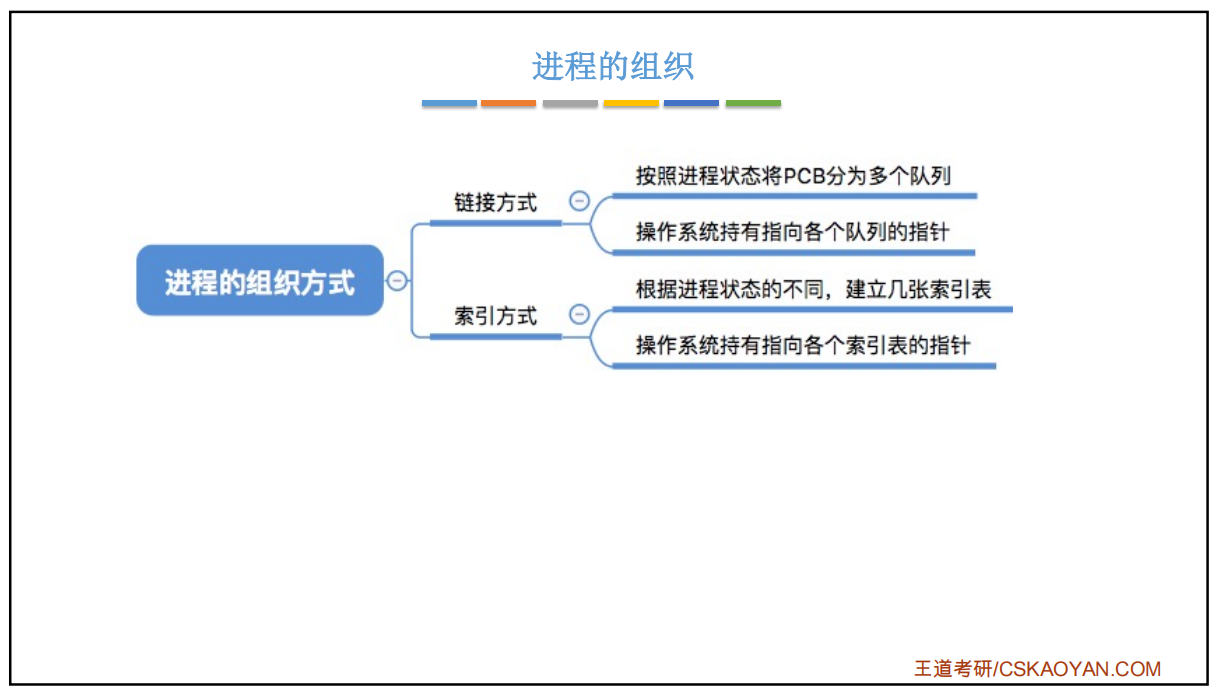 进程的组织
按照进程状态将PCB分为多个队列
链接方式
操作系统持有指向各个队列的指针
进程的组织方式
根据进程状态的不同，建立几张索引表
索引方式
操作系统持有指向各个索引表的指针
王道考研/CSKAOYAN.COM